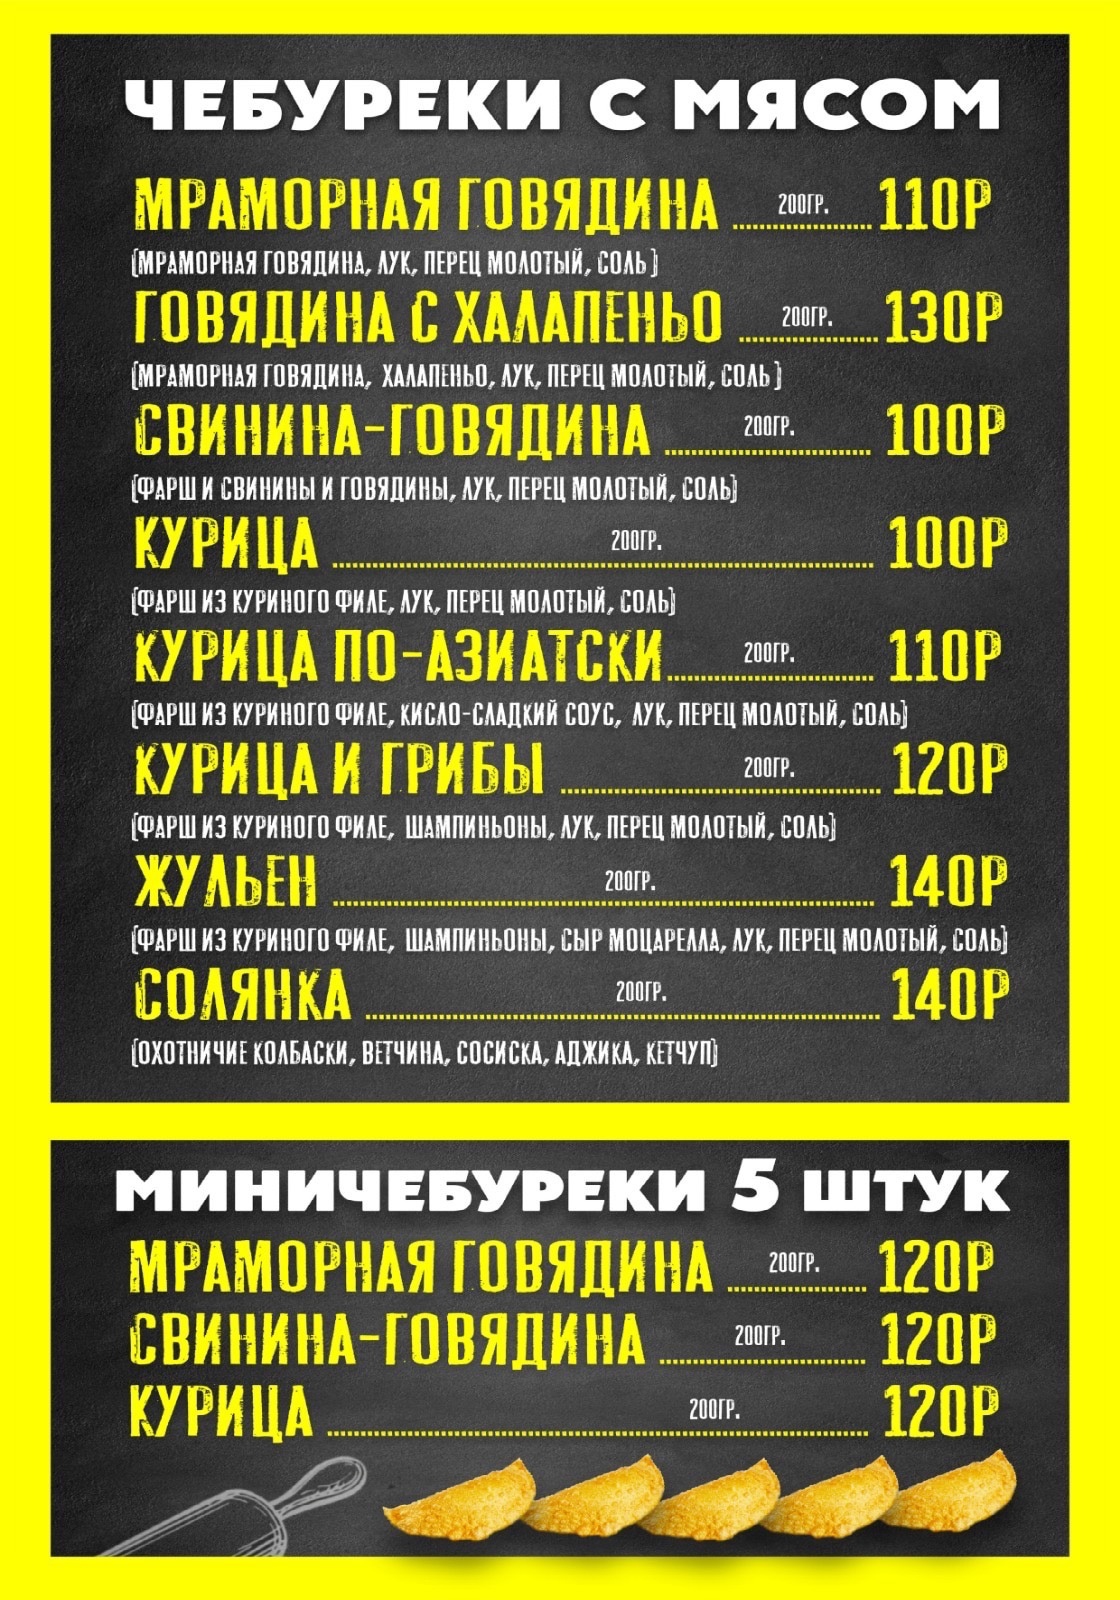 ЧЕБУРЕКИ С МЯСОМ
МРАМОРНАЯ ГОВЯДИНА 200ГР. 110Р
(МРАМОРНАЯ ГОВЯДИНА, ЛУК, ПЕРЕЦ МОЛОТЫЙ, СОЛЬ )
ГОВЯДИНА С ХАЛАПЕНЬО 200ГР. 130Р
(МРАМОРНАЯ ГОВЯДИНА, ХАЛАПЕНЬО, ЛУК, ПЕРЕЦ МОЛОТЫЙ, СОЛЬ )
СВИНИНА-ГОВЯДИНА 200ГР. 100Р
(ФАРШ И СВИНИНЫ И ГОВЯДИНЫ, ЛУК, ПЕРЕЦ МОЛОТЫЙ, СОЛЬ)
КУРИЦА 200ГР. 100Р
(ФАРШ ИЗ КУРИНОГО ФИЛЕ, ЛУК, ПЕРЕЦ МОЛОТЫЙ, СОЛЬ)
КУРИЦА ПО-АЗИАТСКИ 200ГР. 110Р
(ФАРШ ИЗ КУРИНОГО ФИЛЕ, КИСЛО-СЛАДКИЙ СОУС, ЛУК, ПЕРЕЦ МОЛОТЫЙ, СОЛЬ)
КУРИЦА И ГРИБЫ 200ГР. 120Р
(ФАРШ ИЗ КУРИНОГО ФИЛЕ, ШАМПИНЬОНЫ, ЛУК, ПЕРЕЦ МОЛОТЫЙ, СОЛЬ)
ЖУЛЬЕН 200ГР. 140Р
(ФАРШ ИЗ КУРИНОГО ФИЛЕ, ШАМПИНЬОНЫ, СЫР МОЦАРЕЛЛА, ЛУК, ПЕРЕЦ МОЛОТЫЙ, СОЛЬ)
СОЛЯНКА 200ГР. 140Р
(ОХОТНИЧИЕ КОЛБАСКИ, ВЕТЧИНА, СОСИСКА, АДЖИКА, КЕТЧУП)
МИНИЧЕБУРЕКИ 5 ШТУК
МРАМОРНАЯ ГОВЯДИНА 200ГР. 120Р
СВИНИНА-ГОВЯДИНА 200ГР. 120Р
КУРИЦА 200ГР. 120Р